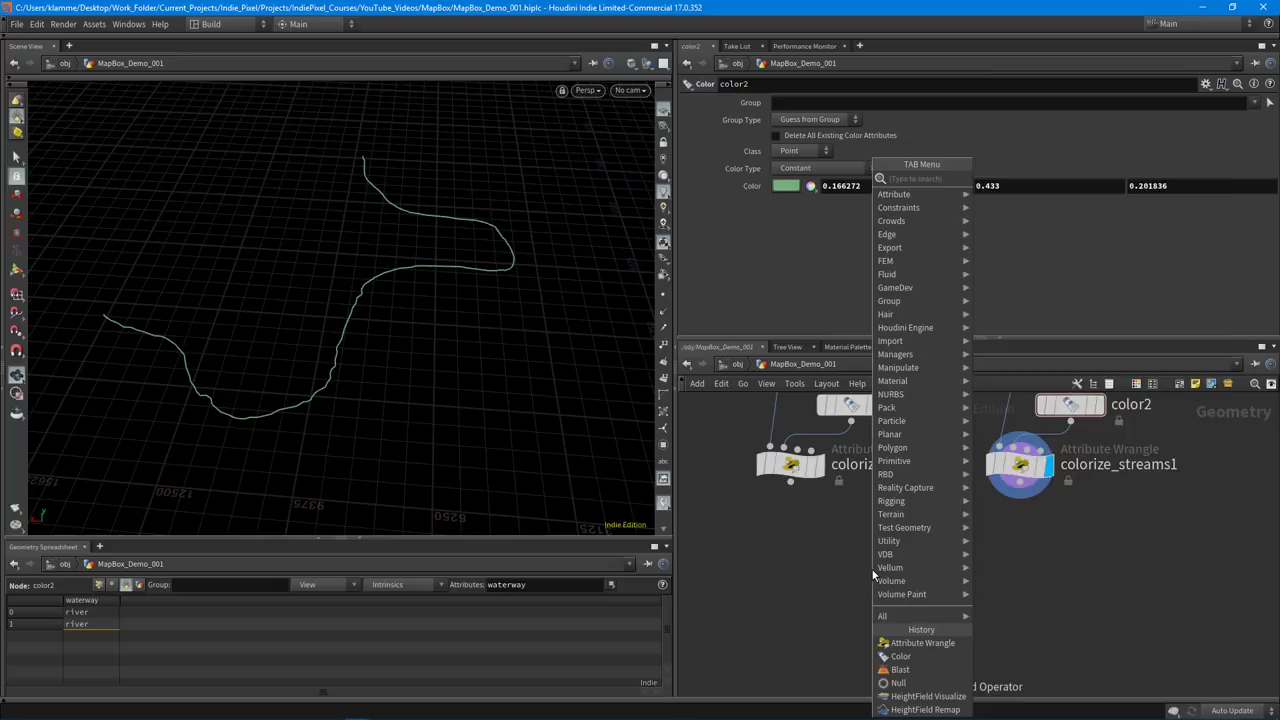 C:/Users/klamme/Desktop/Work_Folder/Current_Projects/Indie_Pixel/Projects/IndiePixel_Courses/YouTube_Videos/MapBox/MapBox_Demo_001.hiplc - Houdini Indie Limited-Commercial 17.0.352
File Edit Render Assets Windows Help Build Main Main
Scene View
color2 Take List Performance Monitor
obj MapBox_Demo_001
obj MapBox_Demo_001
Persp No cam
Color color2
Group
Group Type Guess from Group
Delete All Existing Color Attributes
Class Point
Color Type Constant
Color 0.166272 0.433 0.201836
TAB Menu
(Type to search)
Attribute
Constraints
Crowds
Edge
Export
FEM
Fluid
GameDev
Group
Hair
Houdini Engine
Import
Managers
Manipulate
Material
NURBS
Pack
Particle
Planar
Polygon
Primitive
RBD
Reality Capture
Rigging
Terrain
Test Geometry
Utility
VDB
Vellum
Volume
Volume Paint
All
History
Attribute Wrangle
Color
Blast
Null
HeightField Visualize
HeightField Remap
/obj/MapBox_Demo_001 Tree View Material Palette
obj MapBox_Demo_001
Add Edit Go View Tools Layout Help
color2
Geometry
Attribute Wrangle
colorize_streams1
abc
12500
9375
6250
Indie Edition
Geometry Spreadsheet
obj MapBox_Demo_001
Node: color2 Group: View Intrinsics Attributes: waterway
waterway
0 river
1 river
Indie
d Operator
Auto Update